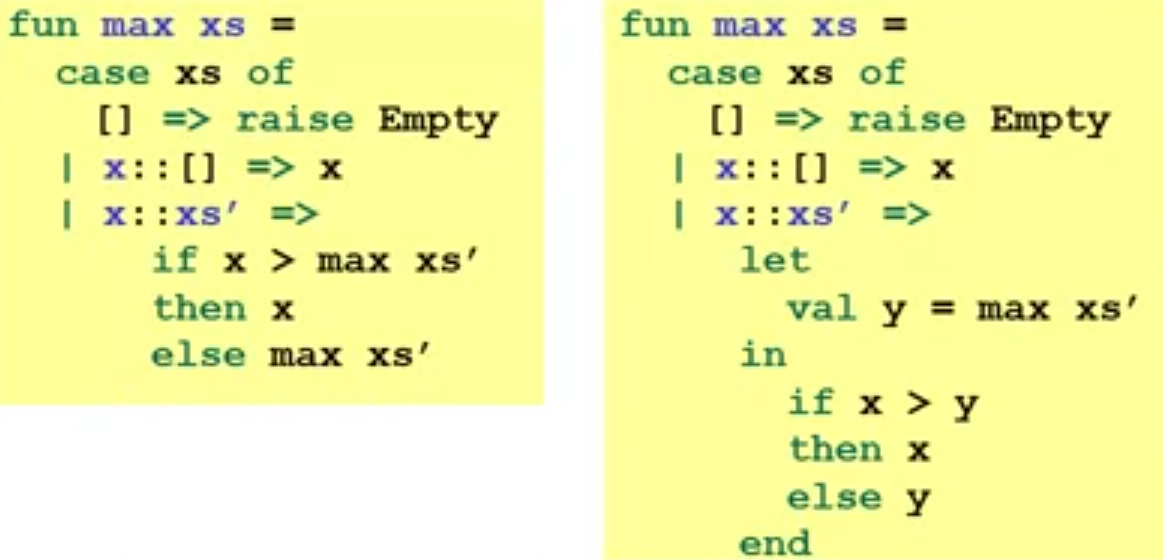 fun max xs =
case xs of
[] => raise Empty
| x::[] => x
| x::xs' =>
if x > max xs'
then x
else max xs'
fun max xs =
case xs of
[] => raise Empty
| x::[] => x
| x::xs' =>
let
val y = max xs'
in
if x > y
then x
else y
end